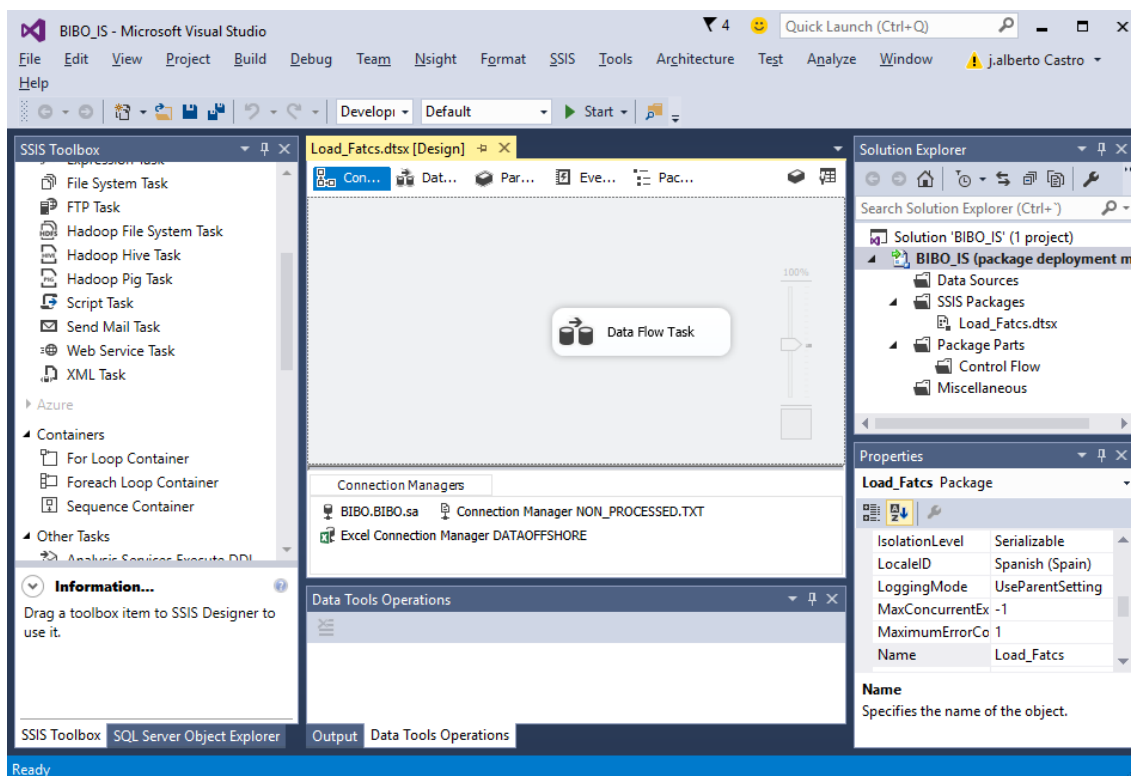 BIBO_IS - Microsoft Visual Studio
4
Quick Launch (Ctrl+Q)
File Edit View Project Build Debug Team Nsight Format SSIS Tools Architecture Test Analyze Window j.alberto Castro
Help
Developı Default Start
SSIS Toolbox
Expression Task
File System Task
FTP Task
Hadoop File System Task
Hadoop Hive Task
Hadoop Pig Task
Script Task
Send Mail Task
Web Service Task
XML Task
Azure
Containers
For Loop Container
Foreach Loop Container
Sequence Container
Other Tasks
Analysis Services Execute DDL
Information...
Drag a toolbox item to SSIS Designer to
use it.
SSIS Toolbox SQL Server Object Explorer
Load_Fatcs.dtsx [Design]
Con... Dat... Par... Eve... Pac...
100%
Data Flow Task
Connection Managers
BIBO.BIBO.sa Connection Manager NON_PROCESSED.TXT
Excel Connection Manager DATAOFFSHORE
Data Tools Operations
Output Data Tools Operations
Solution Explorer
Search Solution Explorer (Ctrl+`)
Solution 'BIBO_IS' (1 project)
BIBO_IS (package deployment m
Data Sources
SSIS Packages
Load_Fatcs.dtsx
Package Parts
Control Flow
Miscellaneous
Properties
Load_Fatcs Package
IsolationLevel Serializable
LocaleID Spanish (Spain)
LoggingMode UseParentSetting
MaxConcurrentEx -1
MaximumErrorCo 1
Name Load_Fatcs
Name
Specifies the name of the object.
Ready